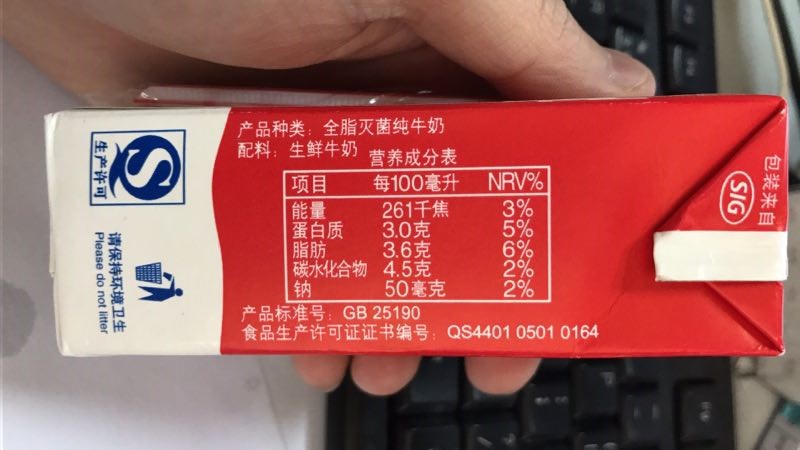 产品种类：全脂灭菌纯牛奶
配料：生鲜牛奶
营养成分表
项目 每100毫升 NRV%
能量 261千焦 3%
蛋白质 3.0克 5%
脂肪 3.6克 6%
碳水化合物 4.5克 2%
钠 50毫克 2%
产品标准号：GB 25190
食品生产许可证证书编号：QS4401 0501 0164
生产许可
请保持环境卫生
Please do not litter
包装来自
SIG